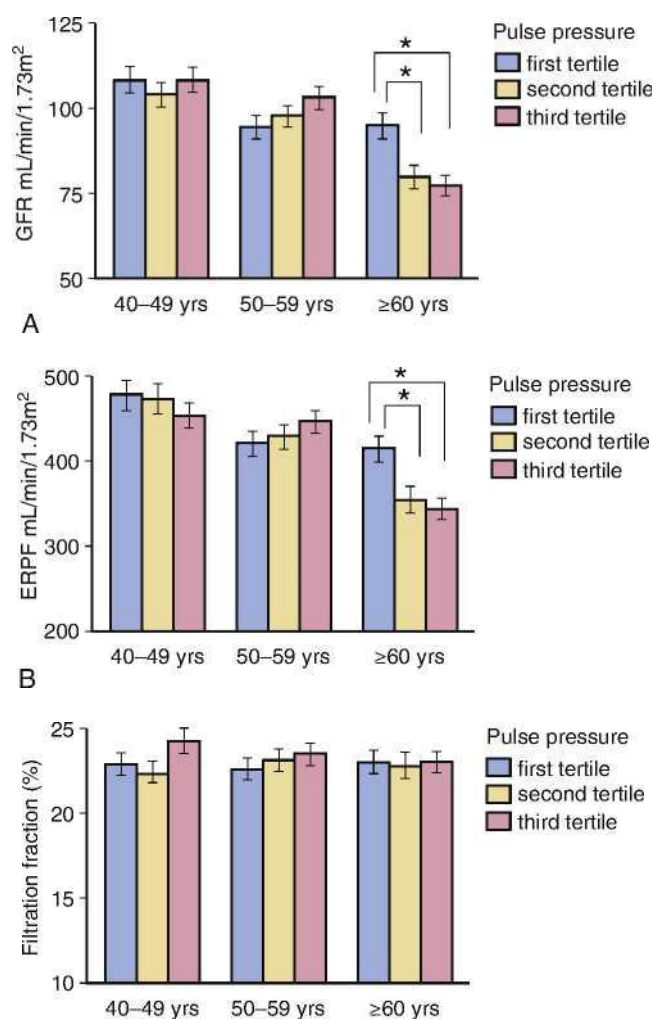 GFR mL/min/1.73m²
125
100
75
50
*
*
40–49 yrs
50–59 yrs
≥60 yrs
Pulse pressure
first tertile
second tertile
third tertile
A
ERPF mL/min/1.73m²
500
400
300
200
*
*
40–49 yrs
50–59 yrs
≥60 yrs
Pulse pressure
first tertile
second tertile
third tertile
B
Filtration fraction (%)
25
20
15
10
40–49 yrs
50–59 yrs
≥60 yrs
Pulse pressure
first tertile
second tertile
third tertile